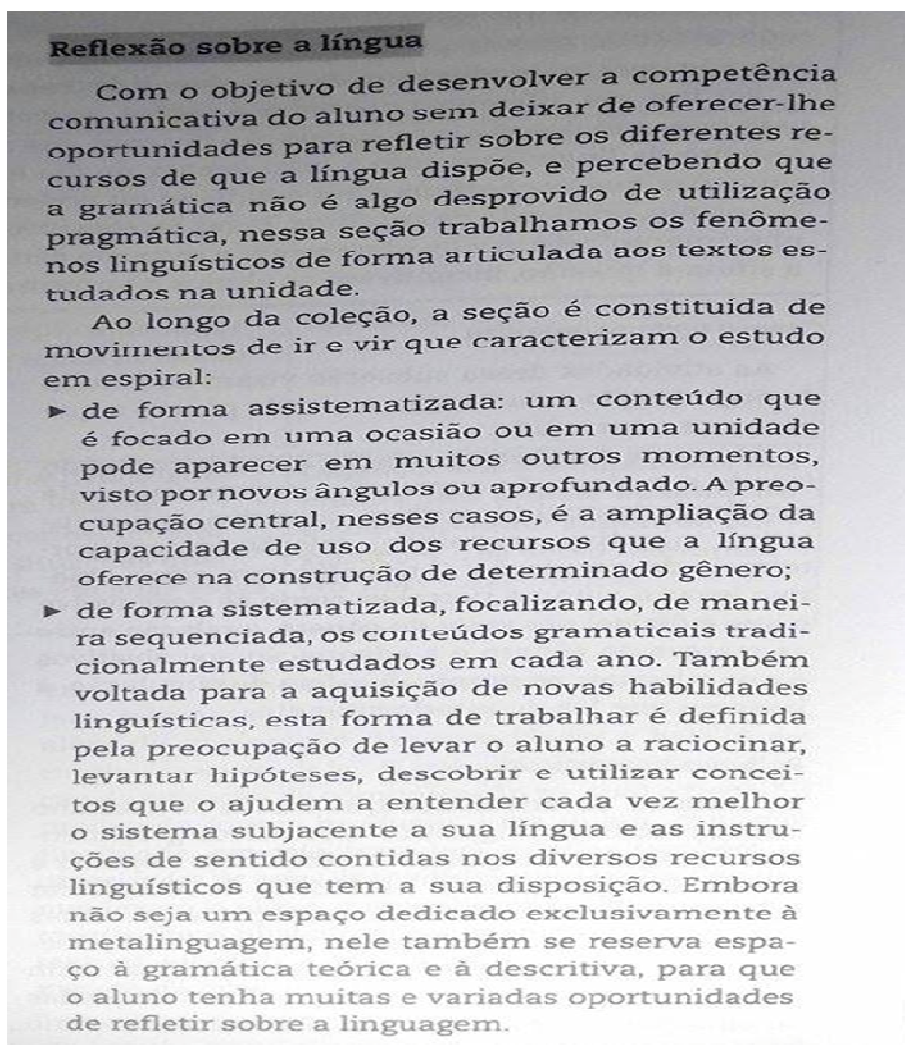 Reflexão sobre a língua
Com o objetivo de desenvolver a competência
comunicativa do aluno sem deixar de oferecer-lhe
oportunidades para refletir sobre os diferentes re-
cursos de que a língua dispõe, e percebendo que
a gramática não é algo desprovido de utilização
pragmática, nessa seção trabalhamos os fenôme-
nos linguísticos de forma articulada aos textos es-
tudados na unidade.
Ao longo da coleção, a seção é constituida de
movimentos de ir e vir que caracterizam o estudo
em espiral:
▶ de forma assistematizada: um conteúdo que
é focado em uma ocasião ou em uma unidade
pode aparecer em muitos outros momentos,
visto por novos ângulos ou aprofundado. A preo-
cupação central, nesses casos, é a ampliação da
capacidade de uso dos recursos que a língua
oferece na construção de determinado gênero;
▶ de forma sistematizada, focalizando, de manei-
ra sequenciada, os conteúdos gramaticais tradi-
cionalmente estudados em cada ano. Também
voltada para a aquisição de novas habilidades
linguísticas, esta forma de trabalhar é definida
pela preocupação de levar o aluno a raciocinar,
levantar hipóteses, descobrir e utilizar concei-
tos que o ajudem a entender cada vez melhor
o sistema subjacente a sua língua e as instru-
ções de sentido contidas nos diversos recursos
linguísticos que tem a sua disposição. Embora
não seja um espaço dedicado exclusivamente à
metalinguagem, nele também se reserva espa-
ço à gramática teórica e à descritiva, para que
o aluno tenha muitas e variadas oportunidades
de refletir sobre a linguagem.